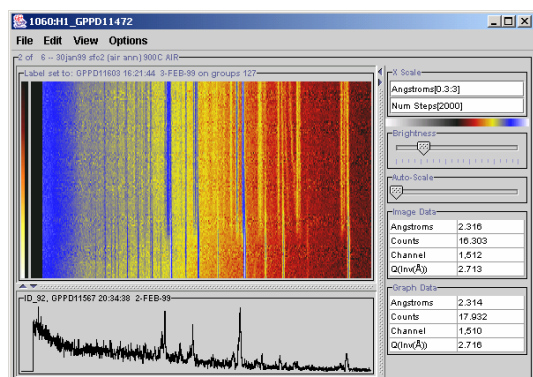 1060:H1_GPPD11472
File Edit View Options
2 of 6 -- 30jan99 sfo2 (air ann) 900C AIR
Label set to: GPPD11603 16:21:44 3-FEB-99 on groups 127
X Scale
Angstroms[0.3:3]
Num Steps[2000]
Brightness
Auto-Scale
Image Data
Angstroms 2.316
Counts 16.303
Channel 1,512
Q(Inv(Å)) 2.713
ID_92, GPPD11567 20:34:38 2-FEB-99
Graph Data
Angstroms 2.314
Counts 17.932
Channel 1,510
Q(Inv(Å)) 2.716